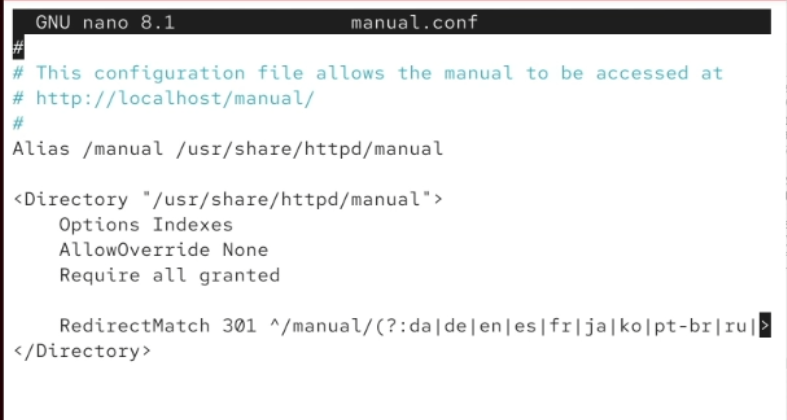 GNU nano 8.1 manual.conf
#
# This configuration file allows the manual to be accessed at
# http://localhost/manual/
#
Alias /manual /usr/share/httpd/manual
<Directory "/usr/share/httpd/manual">
Options Indexes
AllowOverride None
Require all granted
RedirectMatch 301 ^/manual/(?:da|de|en|es|fr|ja|ko|pt-br|ru|>
</Directory>